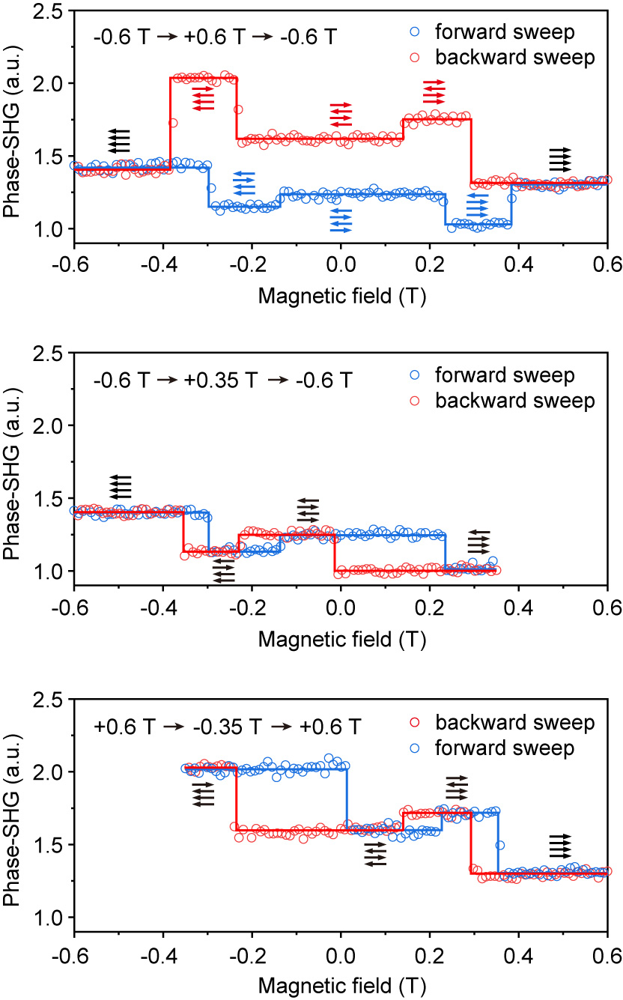 -0.6 T → +0.6 T → -0.6 T
forward sweep
backward sweep
Phase-SHG (a.u.)
2.5
2.0
1.5
1.0
-0.6 -0.4 -0.2 0.0 0.2 0.4 0.6
Magnetic field (T)
-0.6 T → +0.35 T → -0.6 T
forward sweep
backward sweep
Phase-SHG (a.u.)
2.5
2.0
1.5
1.0
-0.6 -0.4 -0.2 0.0 0.2 0.4 0.6
Magnetic field (T)
+0.6 T → -0.35 T → +0.6 T
backward sweep
forward sweep
Phase-SHG (a.u.)
2.5
2.0
1.5
1.0
-0.6 -0.4 -0.2 0.0 0.2 0.4 0.6
Magnetic field (T)